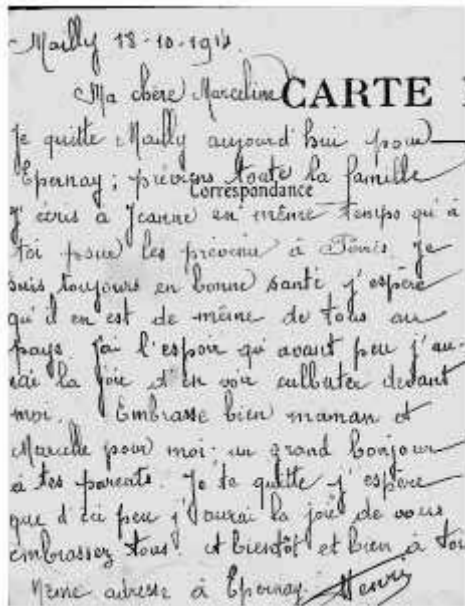 Mailly 18-10-191
Ma chère Marceline
CARTE
Je quitte Mailly aujourd'hui pour
Epernay ; préviens toute la famille
Correspondance
J'écris à Jeanne en même temps qu'à
toi pour les prévenir à Je
suis toujours en bonne santé j'espère
qu'il en est de même de tous au
pays. J'ai l'espoir qu'avant peu j'au-
rai la joie d'en voir culbuter devant
moi. Embrasse bien maman et
Marcelle pour moi. un grand bonjour
à tes parents. Je te quitte j'espère
que d'ici peu j'aurai la joie de vous
embrassez tous. et bientôt et bien à toi
Même adresse à Epernay. Henri